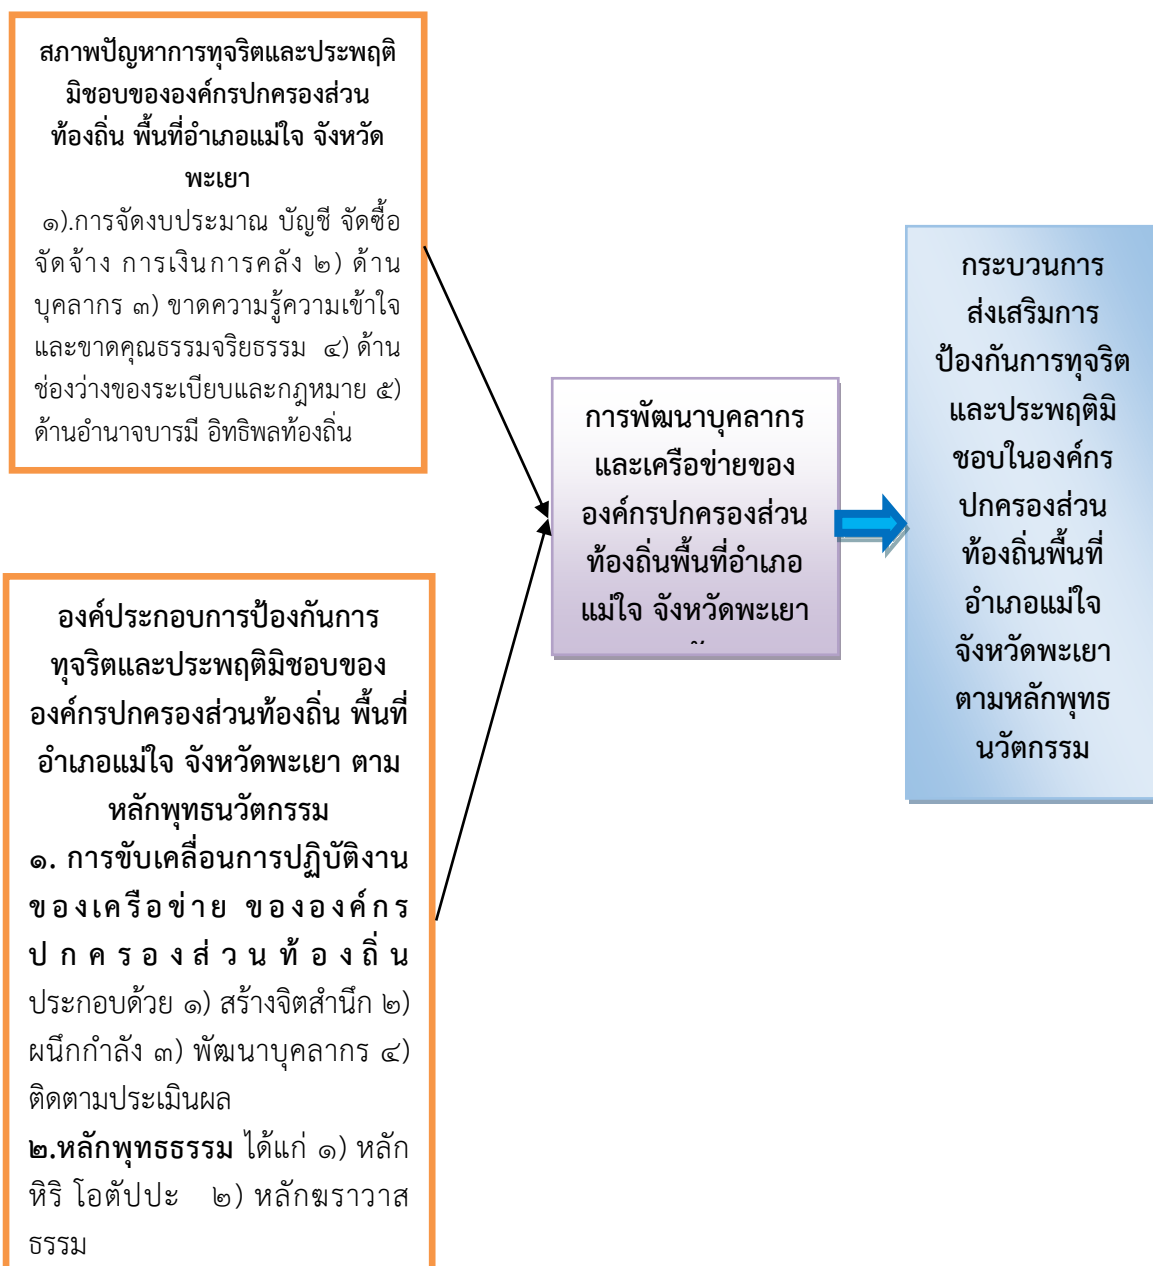 สภาพปัญหาการทุจริตและประพฤติ
มิชอบขององค์กรปกครองส่วน
ท้องถิ่น พื้นที่อำเภอแม่ใจ จังหวัด
พะเยา
๑).การจัดงบประมาณ บัญชี จัดซื้อ
จัดจ้าง การเงินการคลัง ๒) ด้าน
บุคลากร ๓) ขาดความรู้ความเข้าใจ
และขาดคุณธรรมจริยธรรม ๔) ด้าน
ช่องว่างของระเบียบและกฎหมาย ๕)
ด้านอำนาจบารมี อิทธิพลท้องถิ่น
องค์ประกอบการป้องกันการ
ทุจริตและประพฤติมิชอบของ
องค์กรปกครองส่วนท้องถิ่น พื้นที่
อำเภอแม่ใจ จังหวัดพะเยา ตาม
หลักพุทธนวัตกรรม
๑. การขับเคลื่อนการปฏิบัติงาน
ของเครือข่าย ขององค์กร
ปกครองส่วนท้องถิ่น
ประกอบด้วย ๑) สร้างจิตสำนึก ๒)
ผนึกกำลัง ๓) พัฒนาบุคลากร ๔)
ติดตามประเมินผล
๒.หลักพุทธธรรม ได้แก่ ๑) หลัก
หิริ โอตัปปะ ๒) หลักฆราวาส
ธรรม
การพัฒนาบุคลากร
และเครือข่ายของ
องค์กรปกครองส่วน
ท้องถิ่นพื้นที่อำเภอ
แม่ใจ จังหวัดพะเยา
กระบวนการ
ส่งเสริมการ
ป้องกันการทุจริต
และประพฤติมิ
ชอบในองค์กร
ปกครองส่วน
ท้องถิ่นพื้นที่
อำเภอแม่ใจ
จังหวัดพะเยา
ตามหลักพุทธ
นวัตกรรม